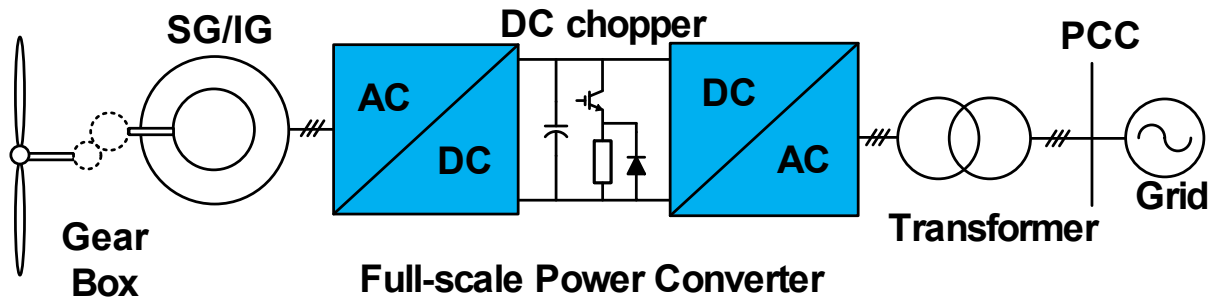 SG/IG
DC chopper
PCC
AC
DC
DC
AC
Gear
Box
Transformer
Grid
Full-scale Power Converter